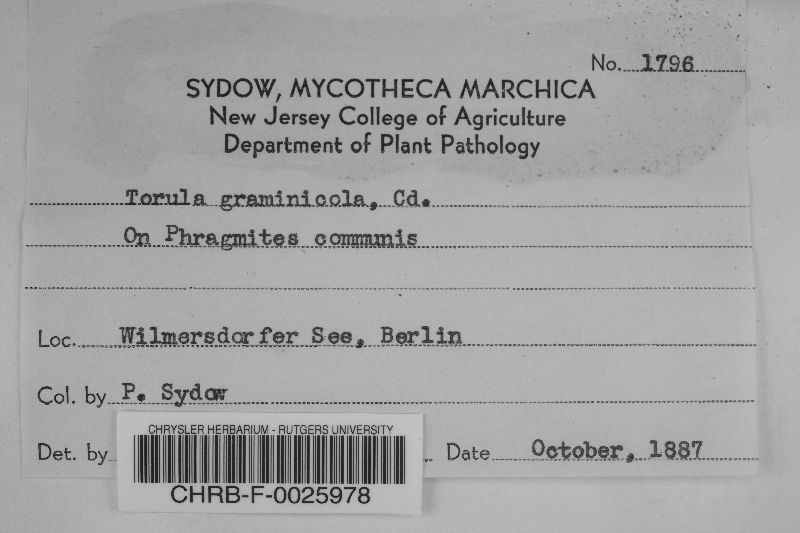 No. 1796
SYDOW, MYCOTHECA MARCHICA
New Jersey College of Agriculture
Department of Plant Pathology
Torula graminicola, Cd.
On Phragmites communis
Loc. Wilmersdorfer See, Berlin
Col. by P. Sydow
Det. by
Date October, 1887
CHRYSLER HERBARIUM - RUTGERS UNIVERSITY
CHRB-F-0025978